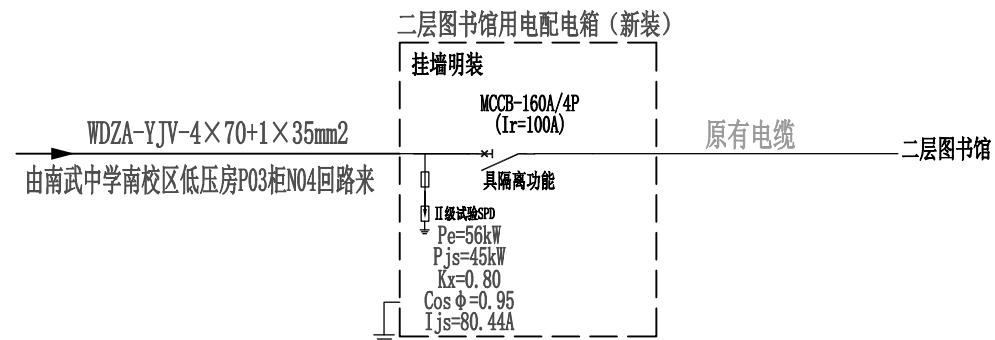 二层图书馆用电配电箱（新装）
挂墙明装
MCCB-160A/4P
(Ir=100A)
WDZA-YJV-4×70+1×35mm2
原有电缆
二层图书馆
由南武中学南校区低压房P03柜N04回路来
具隔离功能
Ⅱ级试验SPD
Pe=56kW
Pjs=45kW
Kx=0.80
Cosφ=0.95
Ijs=80.44A